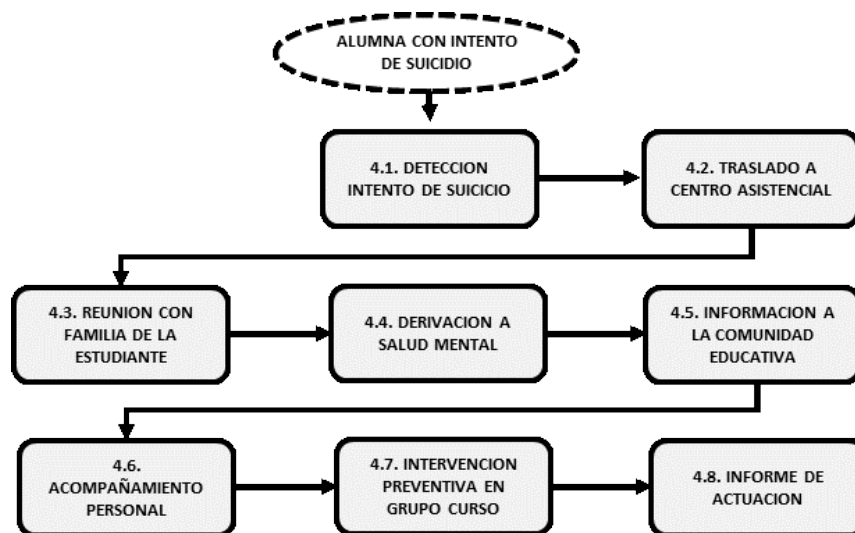 ALUMNA CON INTENTO
DE SUICIDIO
4.1. DETECCION
INTENTO DE SUICICIO
4.2. TRASLADO A
CENTRO ASISTENCIAL
4.3. REUNION CON
FAMILIA DE LA
ESTUDIANTE
4.4. DERIVACION A
SALUD MENTAL
4.5. INFORMACION A
LA COMUNIDAD
EDUCATIVA
4.6.
ACOMPAÑAMIENTO
PERSONAL
4.7. INTERVENCION
PREVENTIVA EN
GRUPO CURSO
4.8. INFORME DE
ACTUACION